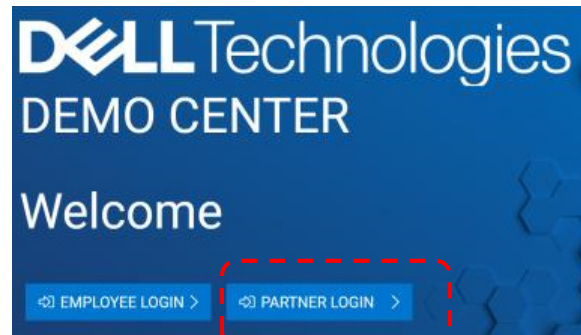 DELLTechnologies
DEMO CENTER
Welcome
EMPLOYEE LOGIN >
PARTNER LOGIN >